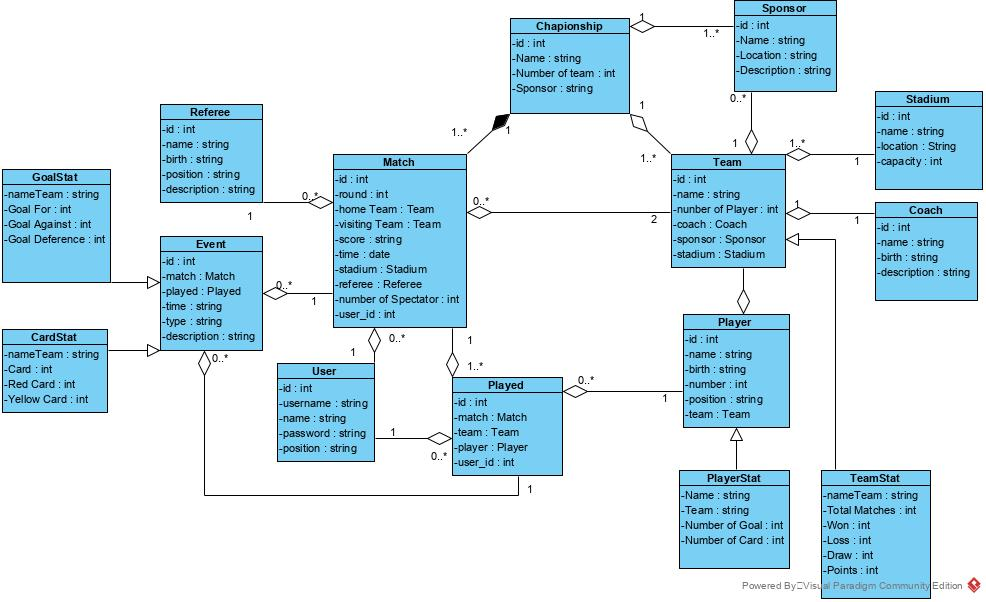 Chapionship
-id : int
-Name : string
-Number of team : int
-Sponsor : string
1
1..*
Sponsor
-id : int
-Name : string
-Location : string
-Description : string
0..*
1
Stadium
-id : int
-name : string
-location : String
-capacity : int
1..*
1
Referee
-id : int
-name : string
-birth : string
-position : string
-description : string
0..*
1
1..*
1
1
1..*
Match
-id : int
-round : int
-home Team : Team
-visiting Team : Team
-score : string
-time : date
-stadium : Stadium
-referee : Referee
-number of Spectator : int
-user_id : int
0..*
2
Team
-id : int
-name : string
-nunber of Player : int
-coach : Coach
-sponsor : Sponsor
-stadium : Stadium
1
1
Coach
-id : int
-name : string
-birth : string
-description : string
GoalStat
-nameTeam : string
-Goal For : int
-Goal Against : int
-Goal Deference : int
Event
-id : int
-match : Match
-played : Played
-time : string
-type : string
-description : string
0..*
1
0..*
CardStat
-nameTeam : string
-Card : int
-Red Card : int
-Yellow Card : int
0..*
1
1
1..*
User
-id : int
-username : string
-name : string
-password : string
-position : string
1
0..*
Played
-id : int
-match : Match
-team : Team
-player : Player
-user_id : int
0..*
1
1
Player
-id : int
-name : string
-birth : string
-number : int
-position : string
-team : Team
PlayerStat
-Name : string
-Team : string
-Number of Goal : int
-Number of Card : int
TeamStat
-nameTeam : string
-Total Matches : int
-Won : int
-Loss : int
-Draw : int
-Points : int
Powered By Visual Paradigm Community Edition